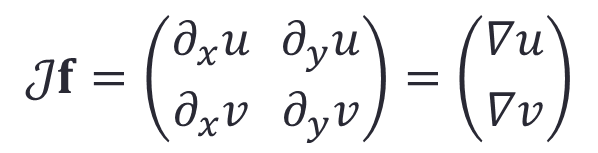 𝒥𝐟 = (∂ₓu ∂ᵧu
∂ₓv ∂ᵧv) = (∇u
∇v)